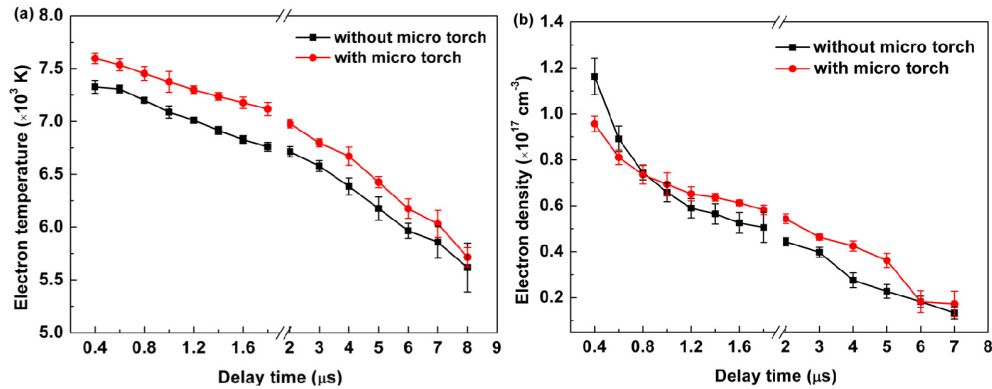 (a)
8.0
7.5
7.0
6.5
6.0
5.5
5.0
Electron temperature (×10³ K)
without micro torch
with micro torch
0.4 0.8 1.2 1.6 2 3 4 5 6 7 8 9
Delay time (μs)
(b)
1.4
1.2
1.0
0.8
0.6
0.4
0.2
Electron density (×10¹⁷ cm⁻³)
without micro torch
with micro torch
0.4 0.8 1.2 1.6 2 3 4 5 6 7 8
Delay time (μs)